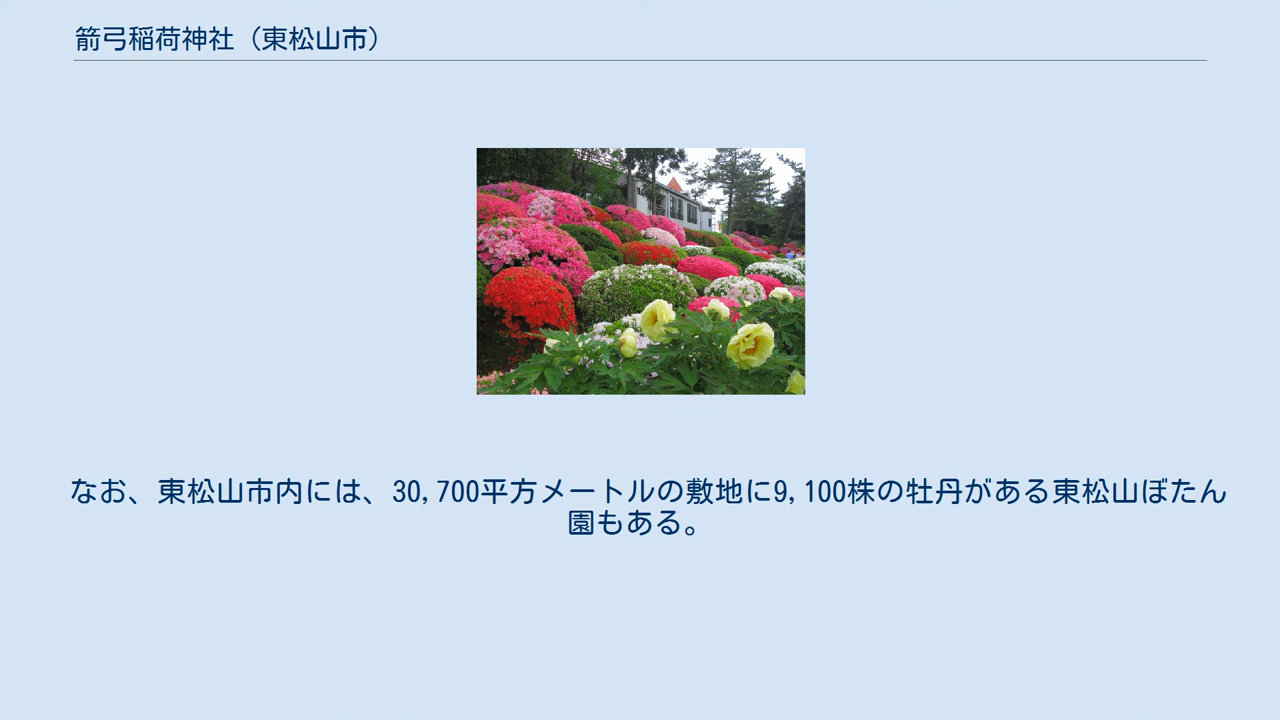 箭弓稲荷神社（東松山市）
なお、東松山市内には、30,700平方メートルの敷地に9,100株の牡丹がある東松山ぼたん
園もある。